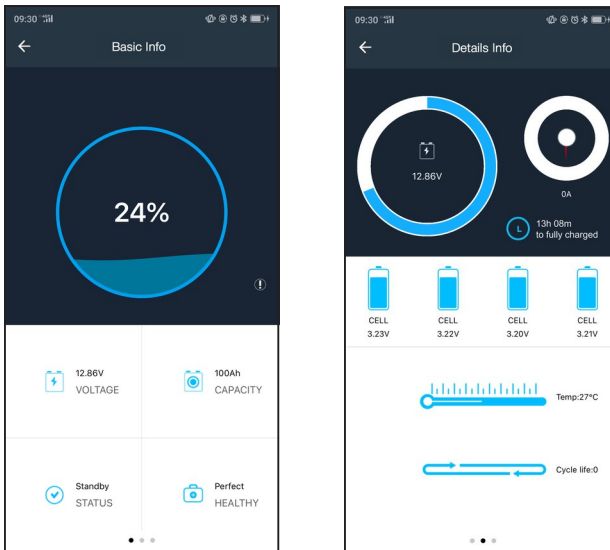 09:30
Basic Info
24%
12.86V
VOLTAGE
100Ah
CAPACITY
Standby
STATUS
Perfect
HEALTHY
09:30
Details Info
12.86V
0A
13h 08m
to fully charged
CELL
3.23V
CELL
3.22V
CELL
3.20V
CELL
3.21V
Temp:27°C
Cycle life:0